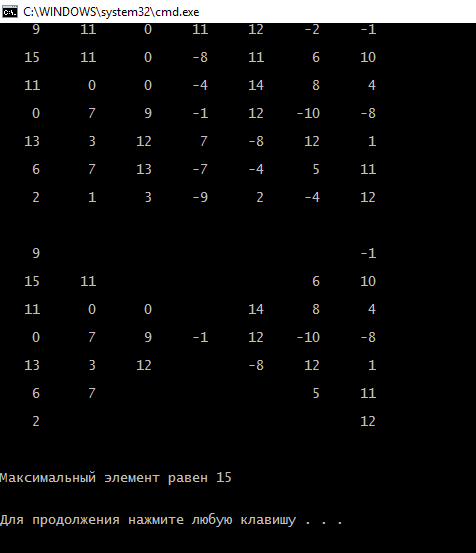 C:\WINDOWS\system32\cmd.exe
9 11 0 11 12 -2 -1
15 11 0 -8 11 6 10
11 0 0 -4 14 8 4
0 7 9 -1 12 -10 -8
13 3 12 7 -8 12 1
6 7 13 -7 -4 5 11
2 1 3 -9 2 -4 12
9 -1
15 11 6 10
11 0 0 14 8 4
0 7 9 -1 12 -10 -8
13 3 12 -8 12 1
6 7 5 11
2 12
Максимальный элемент равен 15
Для продолжения нажмите любую клавишу . . .